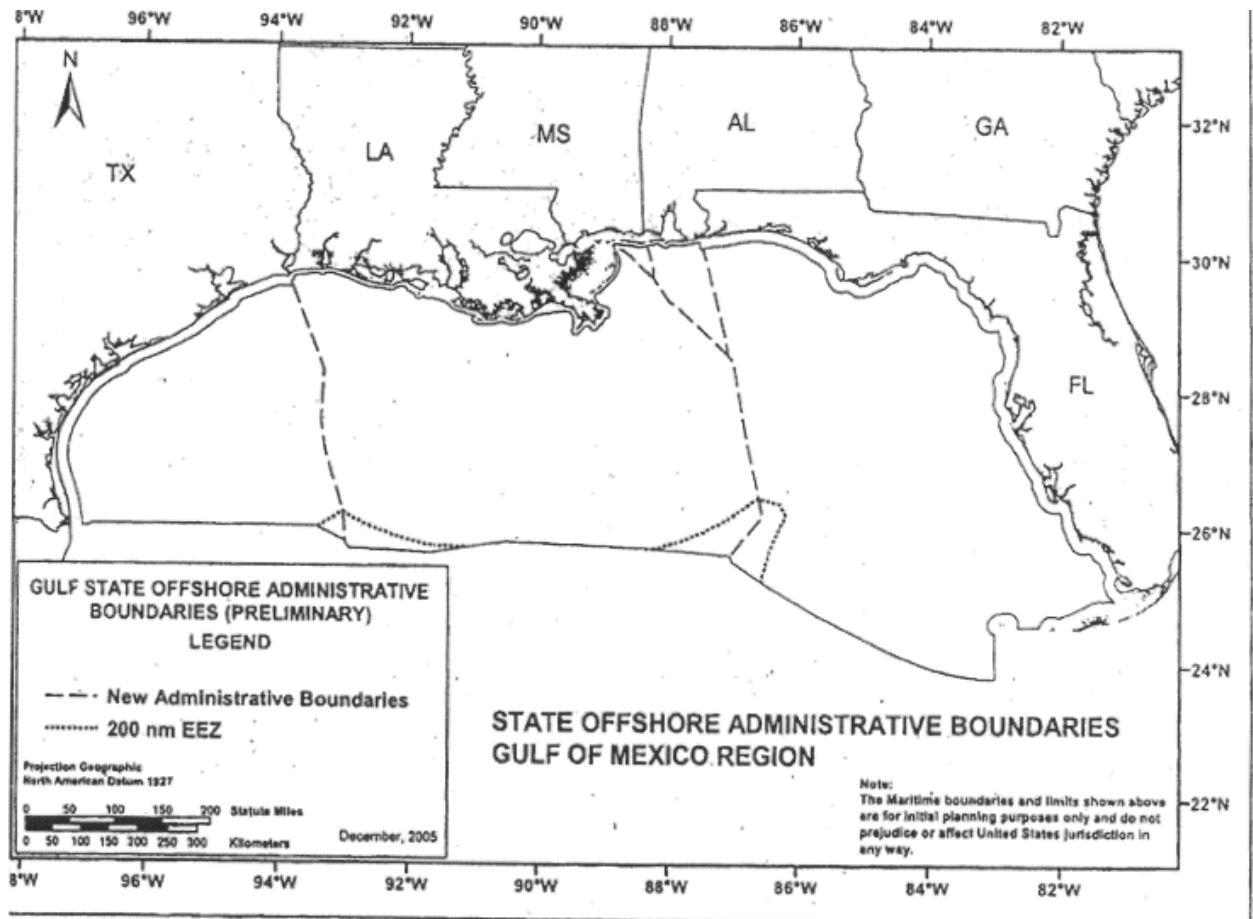 8°W 96°W 94°W 92°W 90°W 88°W 86°W 84°W 82°W
N
32°N
MS
AL
GA
LA
TX
30°N
FL
28°N
26°N
GULF STATE OFFSHORE ADMINISTRATIVE
BOUNDARIES (PRELIMINARY)
LEGEND
New Administrative Boundaries
200 nm EEZ
Projection Geographic
North American Datum 1927
0 50 100 150 200 Statute Miles
0 50 100 150 200 250 300 Kilometers
December, 2005
24°N
STATE OFFSHORE ADMINISTRATIVE BOUNDARIES
GULF OF MEXICO REGION
Note:
The Maritime boundaries and limits shown above
are for initial planning purposes only and do not
prejudice or affect United States jurisdiction in
any way.
22°N
8°W 96°W 94°W 92°W 90°W 88°W 86°W 84°W 82°W